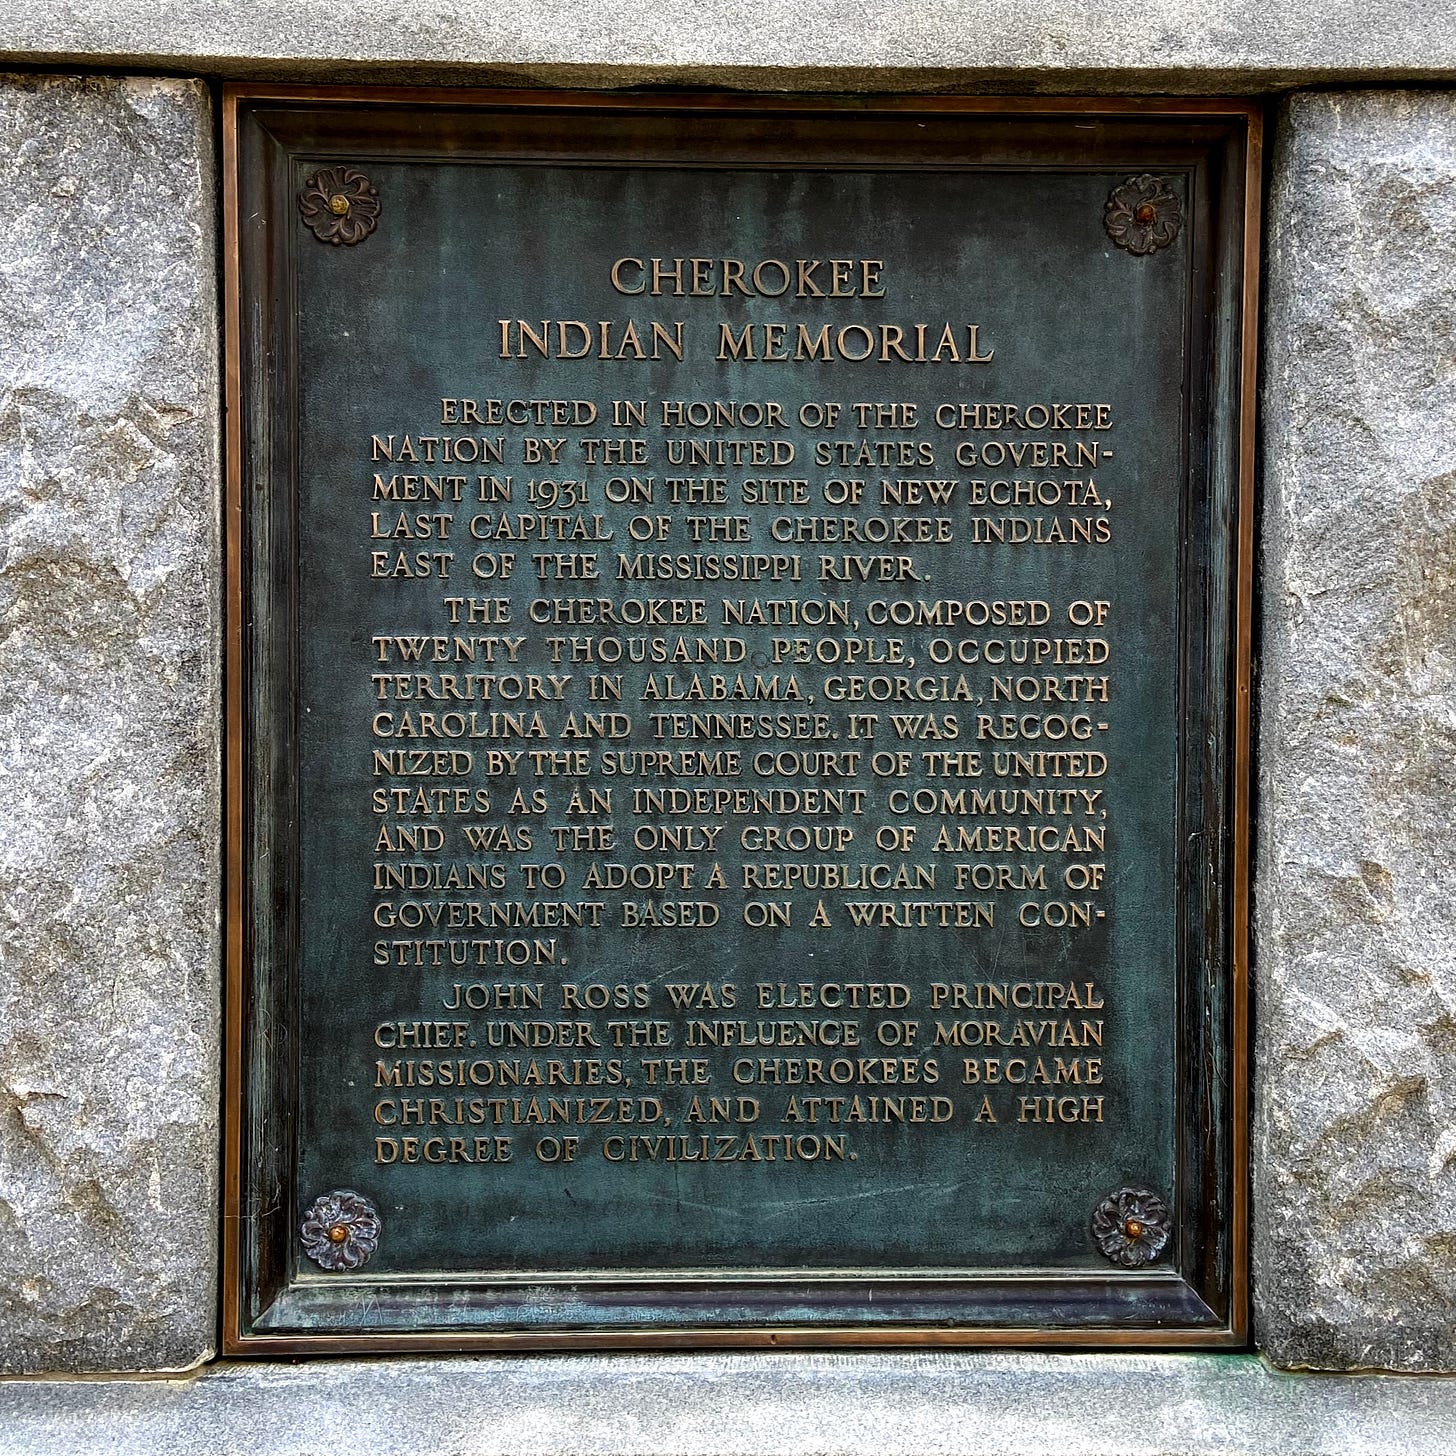 CHEROKEE
INDIAN MEMORIAL
ERECTED IN HONOR OF THE CHEROKEE
NATION BY THE UNITED STATES GOVERN-
MENT IN 1931 ON THE SITE OF NEW ECHOTA,
LAST CAPITAL OF THE CHEROKEE INDIANS
EAST OF THE MISSISSIPPI RIVER.
THE CHEROKEE NATION, COMPOSED OF
TWENTY THOUSAND PEOPLE, OCCUPIED
TERRITORY IN ALABAMA, GEORGIA, NORTH
CAROLINA AND TENNESSEE. IT WAS RECOG-
NIZED BY THE SUPREME COURT OF THE UNITED
STATES AS AN INDEPENDENT COMMUNITY,
AND WAS THE ONLY GROUP OF AMERICAN
INDIANS TO ADOPT A REPUBLICAN FORM OF
GOVERNMENT BASED ON A WRITTEN CON-
STITUTION.
JOHN ROSS WAS ELECTED PRINCIPAL
CHIEF. UNDER THE INFLUENCE OF MORAVIAN
MISSIONARIES, THE CHEROKEES BECAME
CHRISTIANIZED, AND ATTAINED A HIGH
DEGREE OF CIVILIZATION.